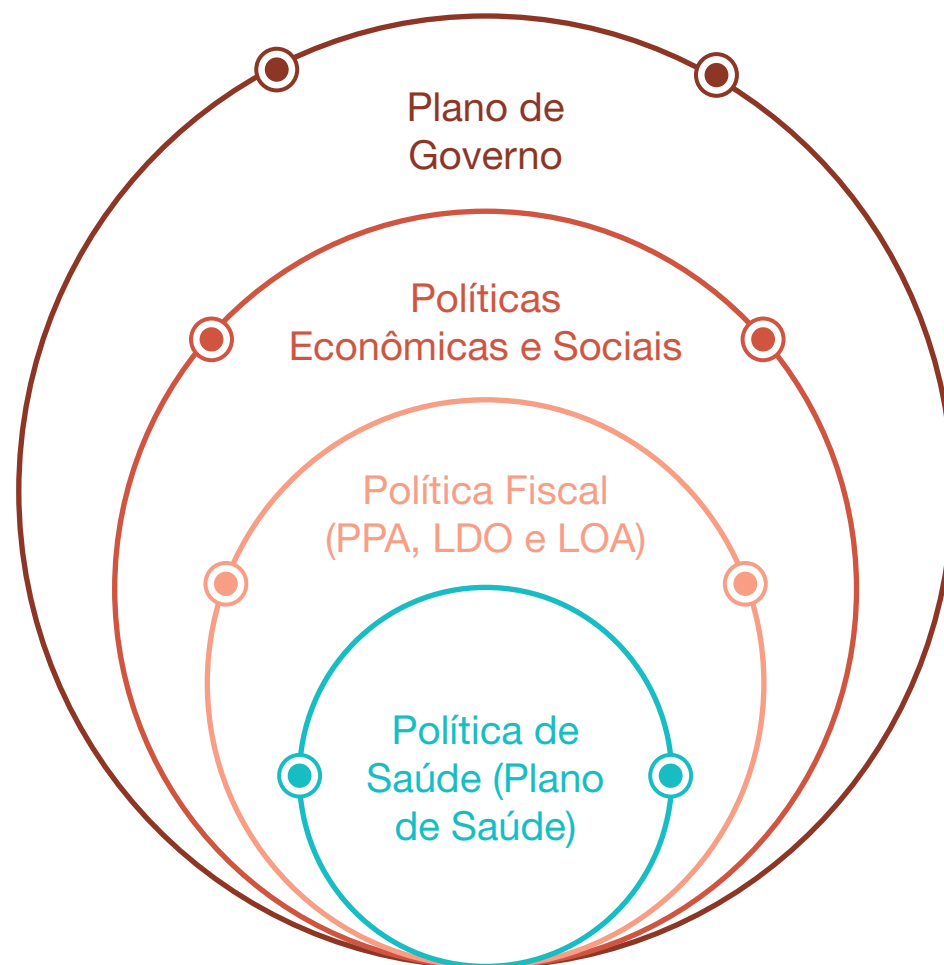 Plano de
Governo
Políticas
Econômicas e Sociais
Política Fiscal
(PPA, LDO e LOA)
Política de
Saúde (Plano
de Saúde)